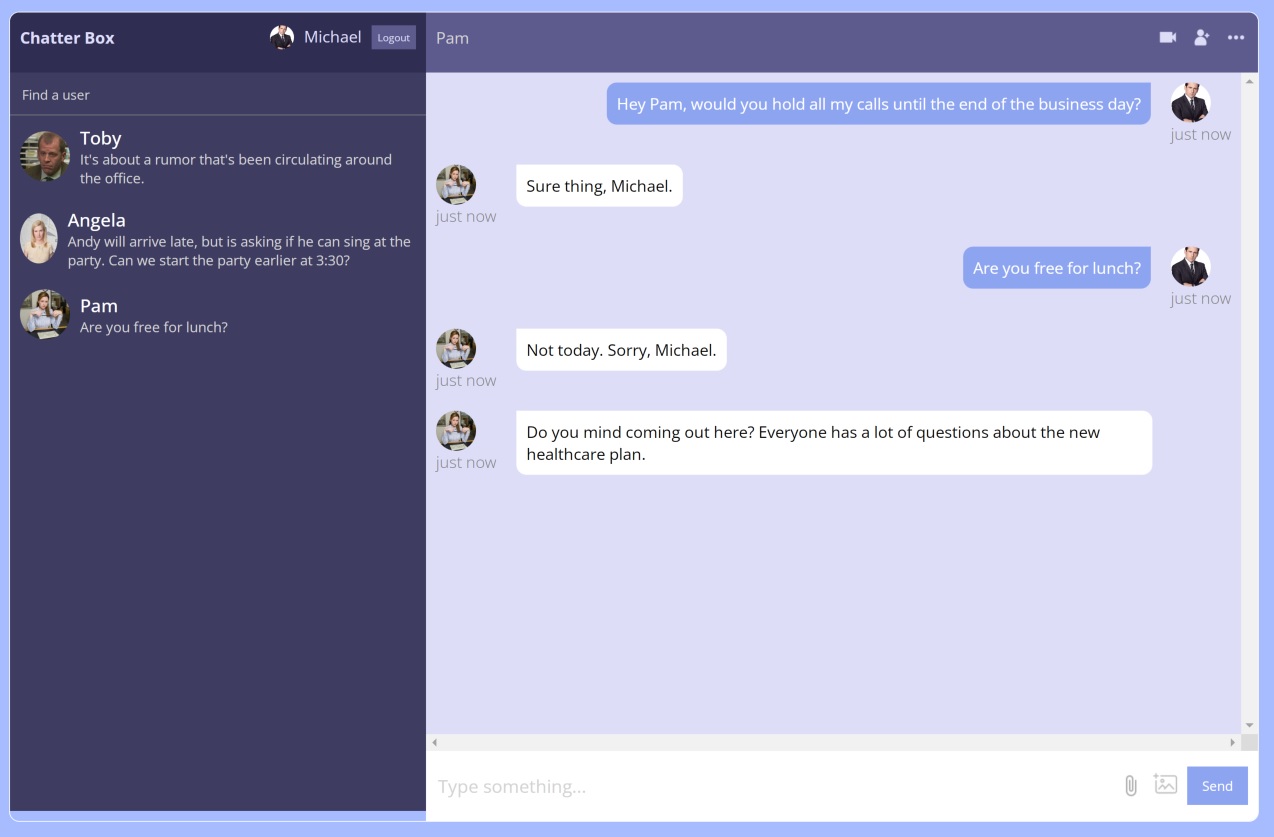 Chatter Box
Michael
Logout
Find a user
Toby
It's about a rumor that's been circulating around
the office.
Angela
Andy will arrive late, but is asking if he can sing at the
party. Can we start the party earlier at 3:30?
Pam
Are you free for lunch?
Pam
Hey Pam, would you hold all my calls until the end of the business day?
just now
Sure thing, Michael.
just now
Are you free for lunch?
just now
Not today. Sorry, Michael.
just now
Do you mind coming out here? Everyone has a lot of questions about the new
healthcare plan.
just now
Type something...
Send